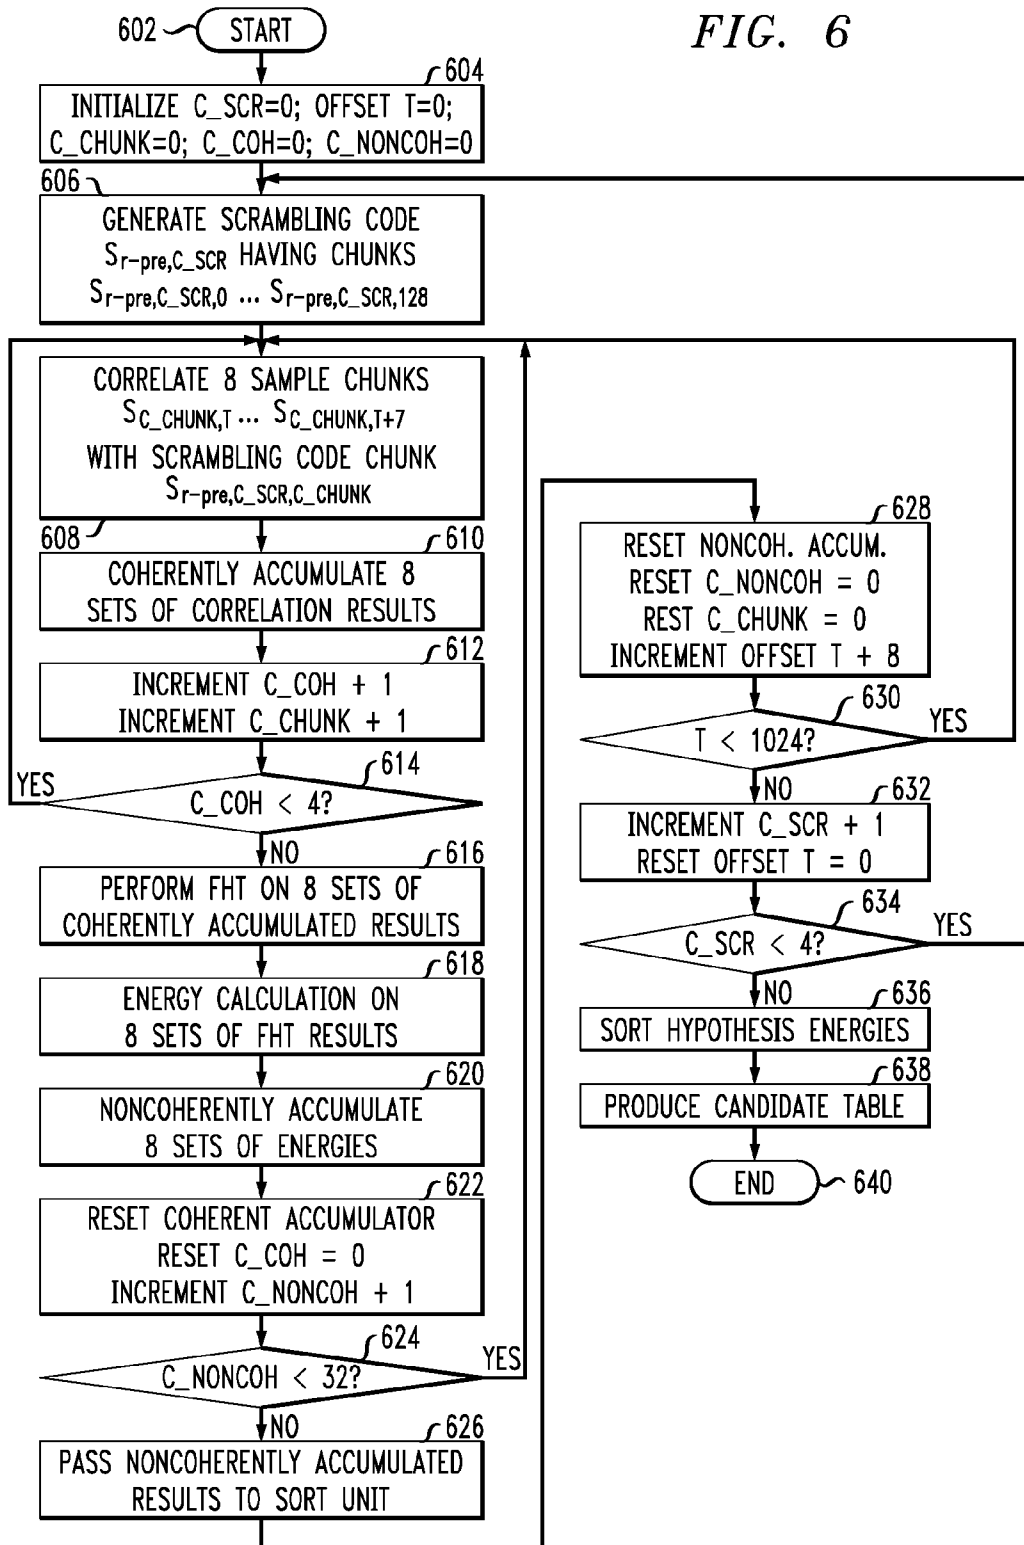 FIG. 6
602
START
604
INITIALIZE C_SCR=0; OFFSET T=0;
C_CHUNK=0; C_COH=0; C_NONCOH=0
606
GENERATE SCRAMBLING CODE
Sr-pre,C_SCR HAVING CHUNKS
Sr-pre,C_SCR,0 ... Sr-pre,C_SCR,128
CORRELATE 8 SAMPLE CHUNKS
SC_CHUNK,T ... SC_CHUNK,T+7
WITH SCRAMBLING CODE CHUNK
Sr-pre,C_SCR,C_CHUNK
608
610
COHERENTLY ACCUMULATE 8
SETS OF CORRELATION RESULTS
612
INCREMENT C_COH + 1
INCREMENT C_CHUNK + 1
614
YES
C_COH < 4?
NO
616
PERFORM FHT ON 8 SETS OF
COHERENTLY ACCUMULATED RESULTS
618
ENERGY CALCULATION ON
8 SETS OF FHT RESULTS
620
NONCOHERENTLY ACCUMULATE
8 SETS OF ENERGIES
622
RESET COHERENT ACCUMULATOR
RESET C_COH = 0
INCREMENT C_NONCOH + 1
624
YES
C_NONCOH < 32?
NO
626
PASS NONCOHERENTLY ACCUMULATED
RESULTS TO SORT UNIT
628
RESET NONCOH. ACCUM.
RESET C_NONCOH = 0
REST C_CHUNK = 0
INCREMENT OFFSET T + 8
630
YES
T < 1024?
NO
632
INCREMENT C_SCR + 1
RESET OFFSET T = 0
634
YES
C_SCR < 4?
NO
636
SORT HYPOTHESIS ENERGIES
638
PRODUCE CANDIDATE TABLE
END
640